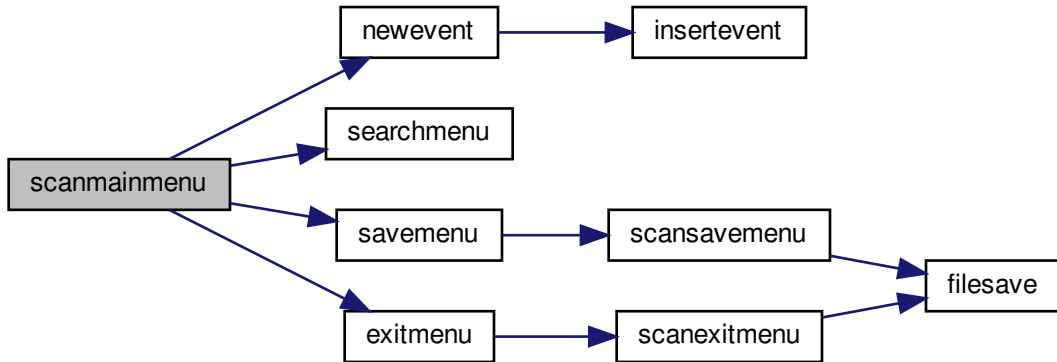 newevent
insertevent
searchmenu
scanmainmenu
savemenu
scansavemenu
filesave
exitmenu
scanexitmenu